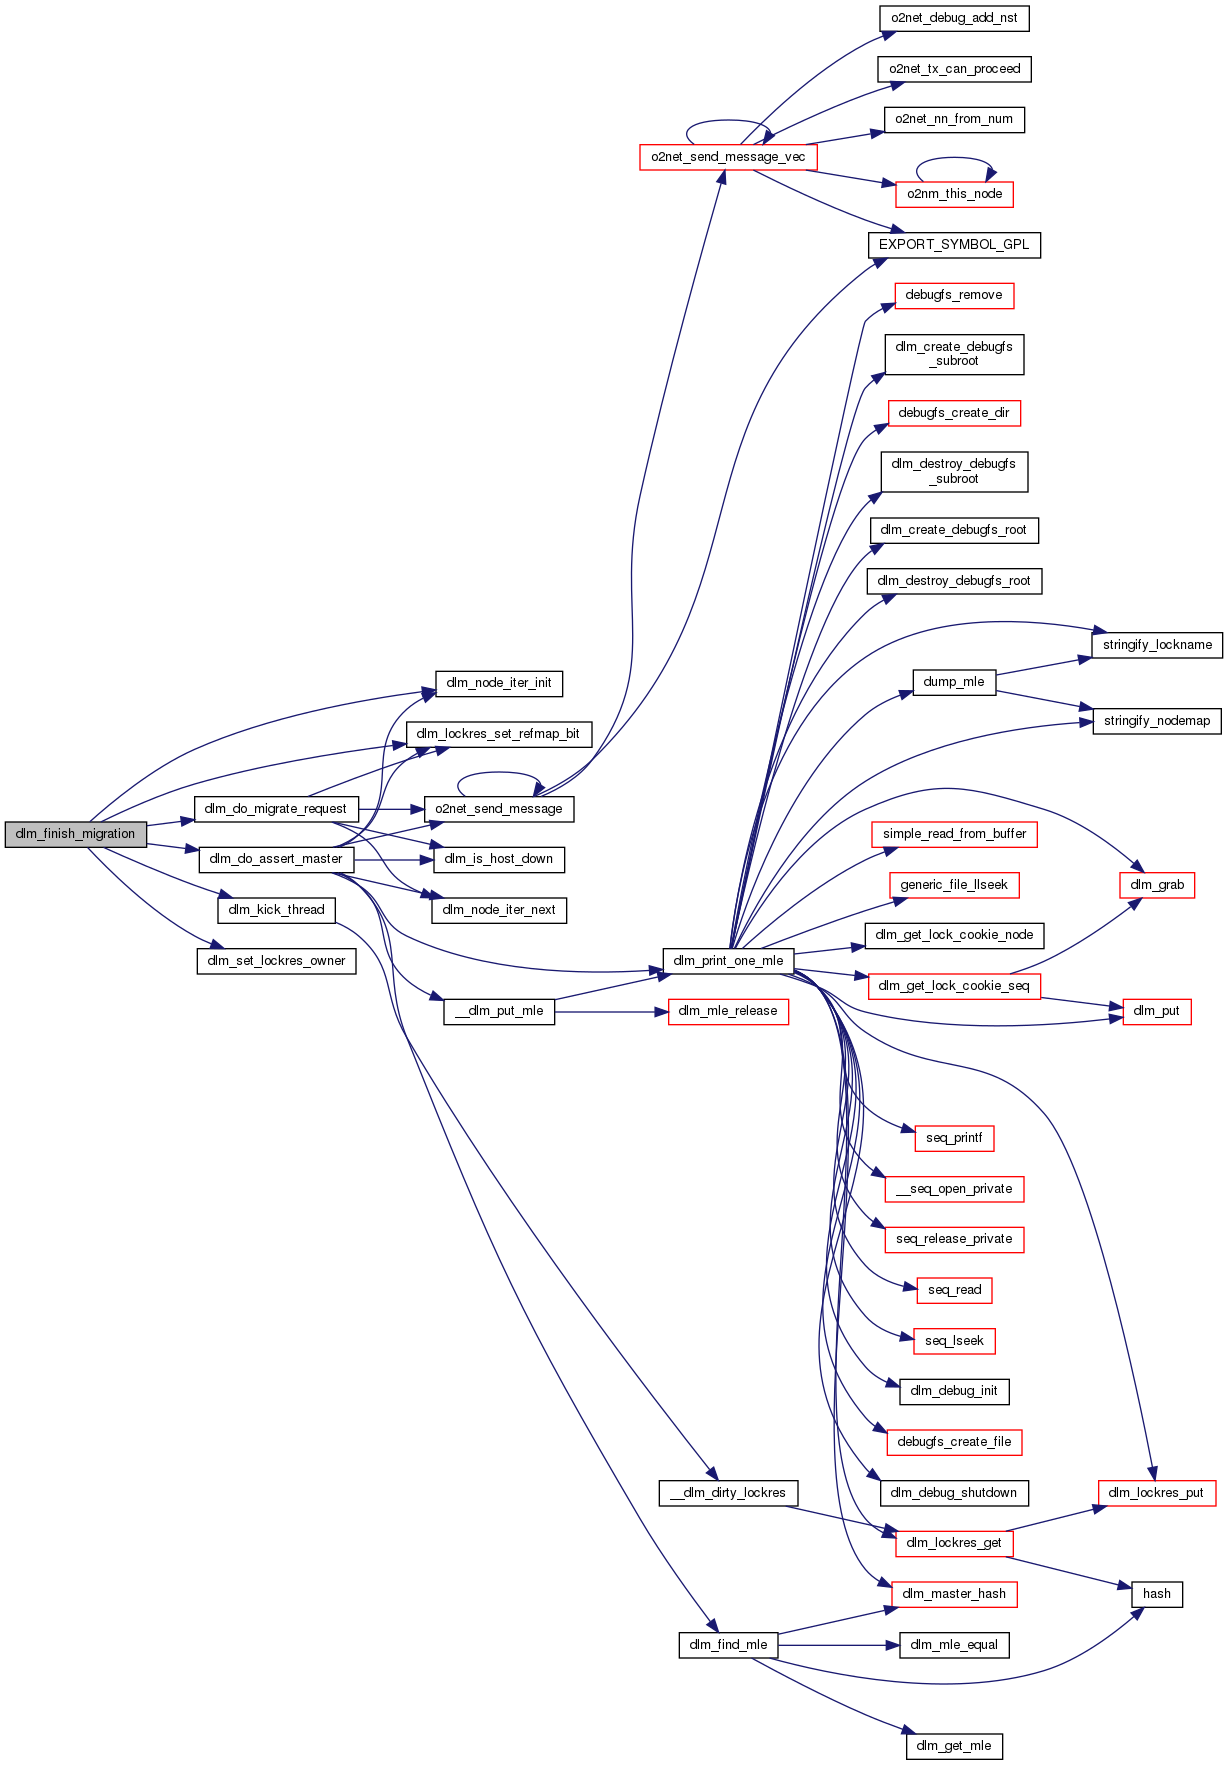 o2net_debug_add_nst
o2net_tx_can_proceed
o2net_nn_from_num
o2net_send_message_vec
o2nm_this_node
EXPORT_SYMBOL_GPL
debugfs_remove
dlm_create_debugfs
_subroot
debugfs_create_dir
dlm_destroy_debugfs
_subroot
dlm_create_debugfs_root
dlm_destroy_debugfs_root
stringify_lockname
dump_mle
dlm_node_iter_init
stringify_nodemap
dlm_lockres_set_refmap_bit
dlm_do_migrate_request
o2net_send_message
dlm_finish_migration
simple_read_from_buffer
dlm_do_assert_master
dlm_is_host_down
generic_file_llseek
dlm_grab
dlm_kick_thread
dlm_node_iter_next
dlm_get_lock_cookie_node
dlm_set_lockres_owner
dlm_print_one_mle
dlm_get_lock_cookie_seq
__dlm_put_mle
dlm_mle_release
dlm_put
seq_printf
__seq_open_private
seq_release_private
seq_read
seq_lseek
dlm_debug_init
debugfs_create_file
__dlm_dirty_lockres
dlm_debug_shutdown
dlm_lockres_put
dlm_lockres_get
dlm_master_hash
hash
dlm_find_mle
dlm_mle_equal
dlm_get_mle